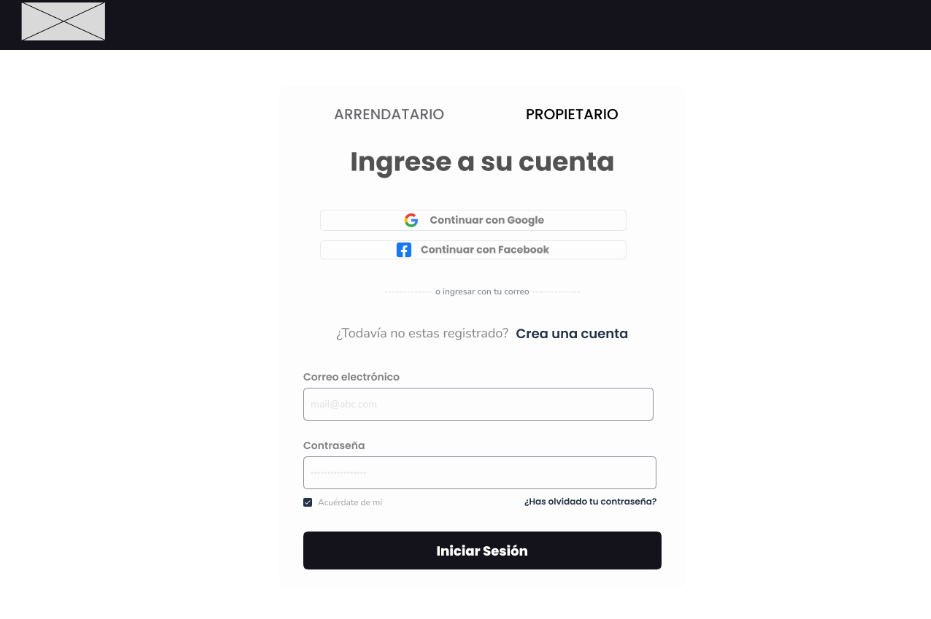 ARRENDATARIO PROPIETARIO
Ingrese a su cuenta
Continuar con Google
Continuar con Facebook
------------- o ingresar con tu correo -------------
¿Todavía no estas registrado? Crea una cuenta
Correo electrónico
mail@abc.com
Contraseña
****************
Acuérdate de mi ¿Has olvidado tu contraseña?
Iniciar Sesión